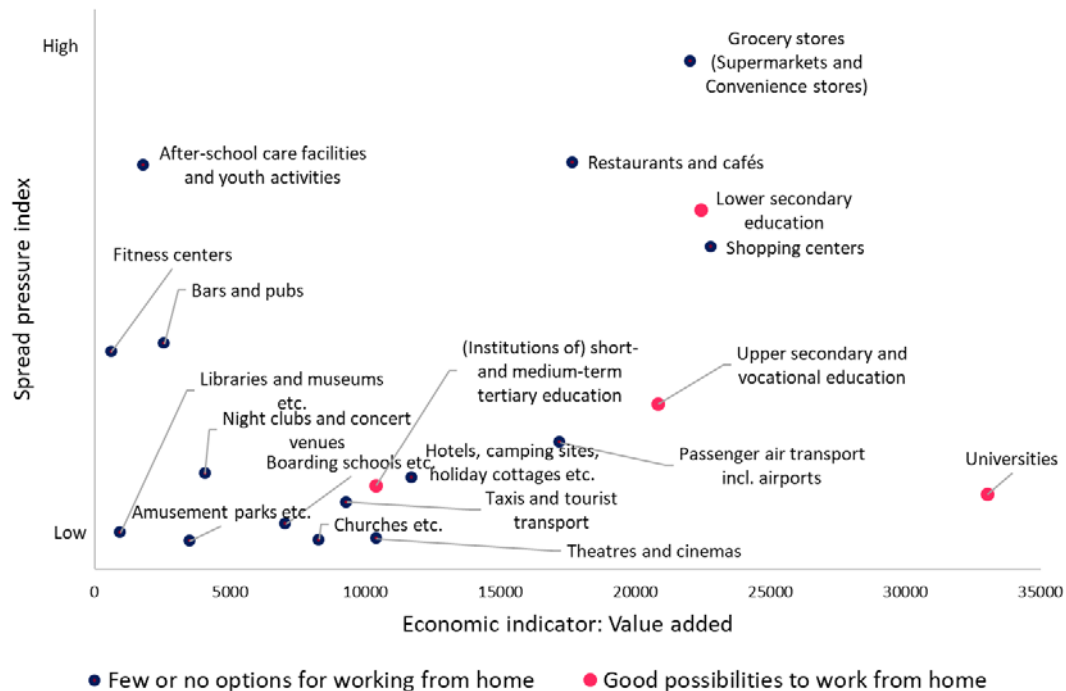 High
Grocery stores
(Supermarkets and
Convenience stores)
After-school care facilities
and youth activities
Restaurants and cafés
Lower secondary
education
Shopping centers
Fitness centers
Bars and pubs
(Institutions of) short-
and medium-term
tertiary education
Upper secondary and
vocational education
Libraries and museums
etc.
Night clubs and concert
venues
Boarding schools etc.
Hotels, camping sites,
holiday cottages etc.
Passenger air transport
incl. airports
Universities
Amusement parks etc.
Churches etc.
Taxis and tourist
transport
Theatres and cinemas
Low
Spread pressure index
0 5000 10000 15000 20000 25000 30000 35000
Economic indicator: Value added
Few or no options for working from home
Good possibilities to work from home